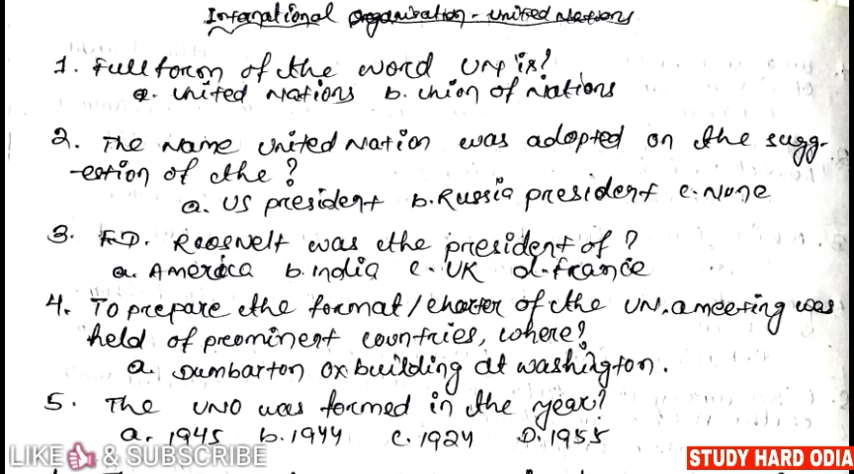 International organisation - United Nations
1. Full form of the word UN is?
a. United Nations b. Union of Nations
2. The Name United Nation was adopted on the sugg-
-estion of the?
a. US president b. Russia president c. None
3. F.D. Roosvelt was the president of?
a. America b. India c. UK d. France
4. To prepare the format/charter of the UN, a meeting was
held of prominent countries, where?
a. Dumbarton ox building at washington.
5. The UNO was formed in the year?
a. 1945 b. 1944 c. 1924 D. 1955
LIKE & SUBSCRIBE
STUDY HARD ODIA